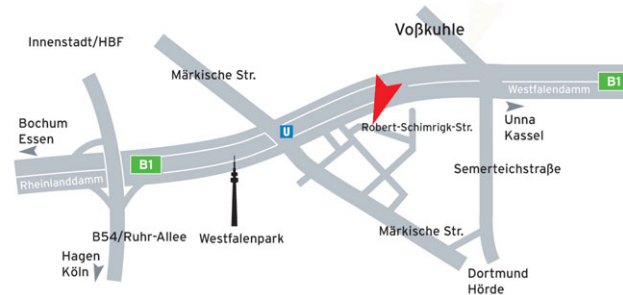 Innenstadt/HBF
Voßkuhle
Märkische Str.
Westfalendamm
B1
Bochum
Essen
U
Robert-Schimrigk-Str.
Unna
Kassel
B1
Rheinlanddamm
Semerteichstraße
B54/Ruhr-Allee
Westfalenpark
Märkische Str.
Hagen
Köln
Dortmund
Hörde